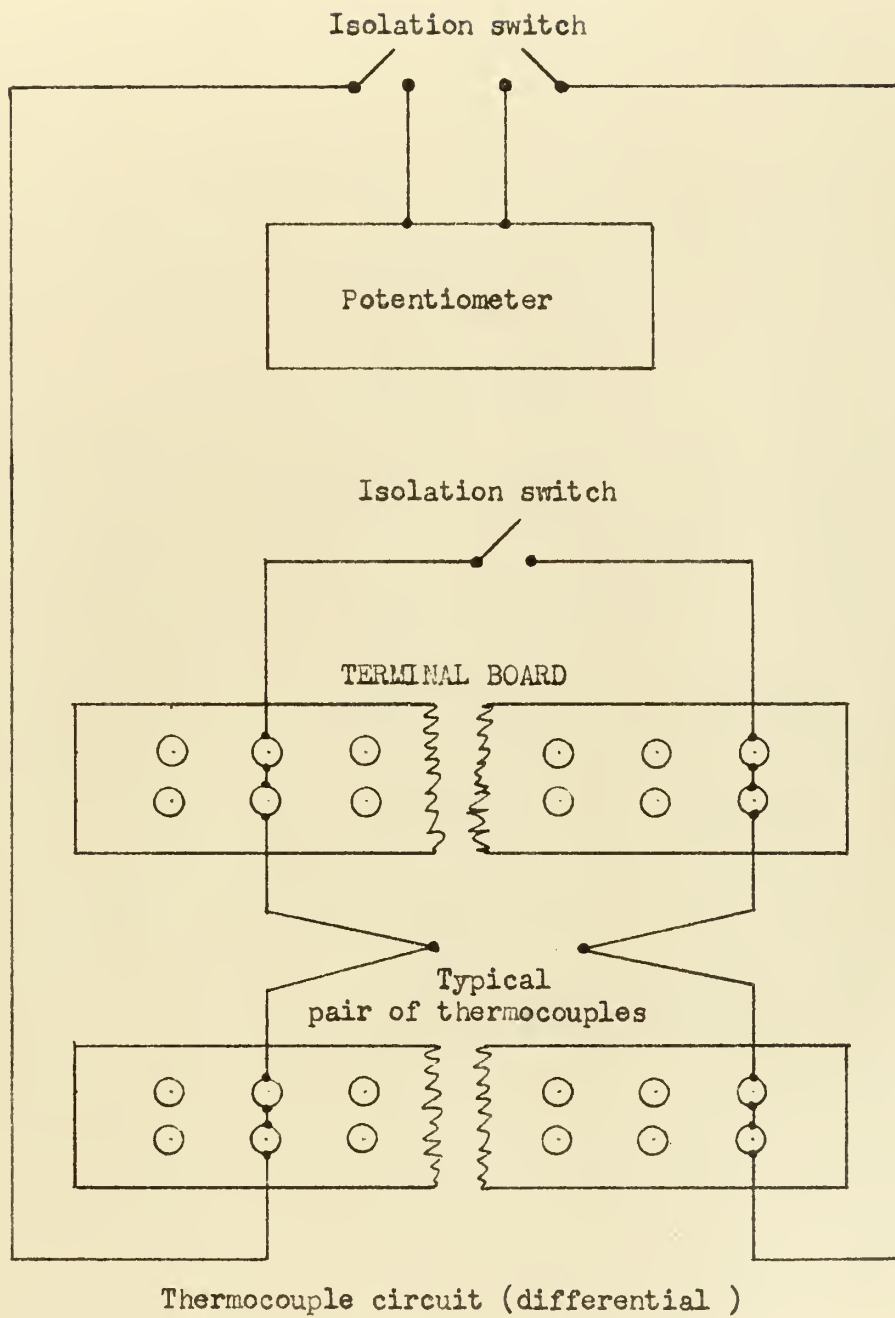 Isolation switch
Potentiometer
Isolation switch
TERMINAL BOARD
Typical
pair of thermocouples
Thermocouple circuit (differential )